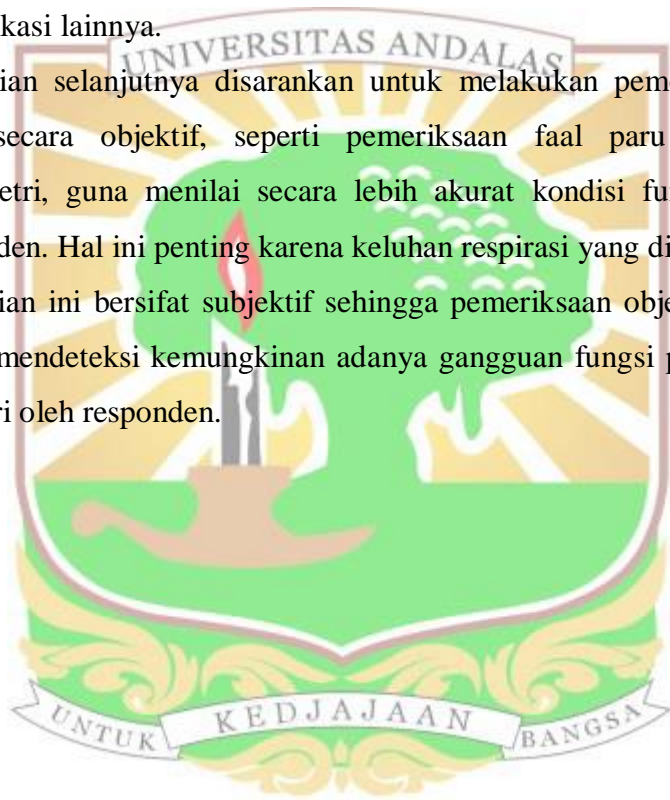 kasi lainnya.
UNIVERSITAS ANDALAS
ian selanjutnya disarankan untuk melakukan pem
secara objektif, seperti pemeriksaan faal paru
etri, guna menilai secara lebih akurat kondisi fu
den. Hal ini penting karena keluhan respirasi yang di
ian ini bersifat subjektif sehingga pemeriksaan obje
mendeteksi kemungkinan adanya gangguan fungsi p
ri oleh responden.
UNTUK KEDJAJAAN BANGSA